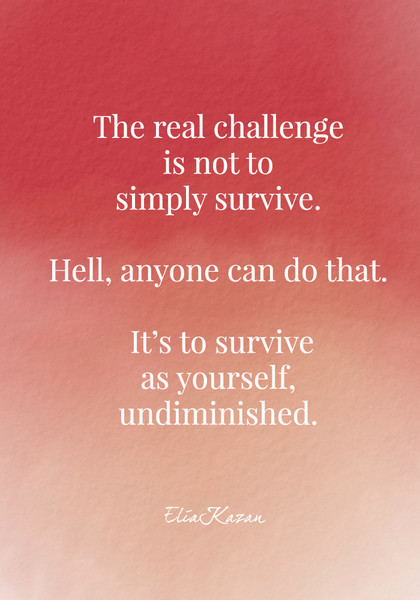 The real challenge
is not to
simply survive.
Hell, anyone can do that.
It's to survive
as yourself,
undiminished.
Elia Kazan